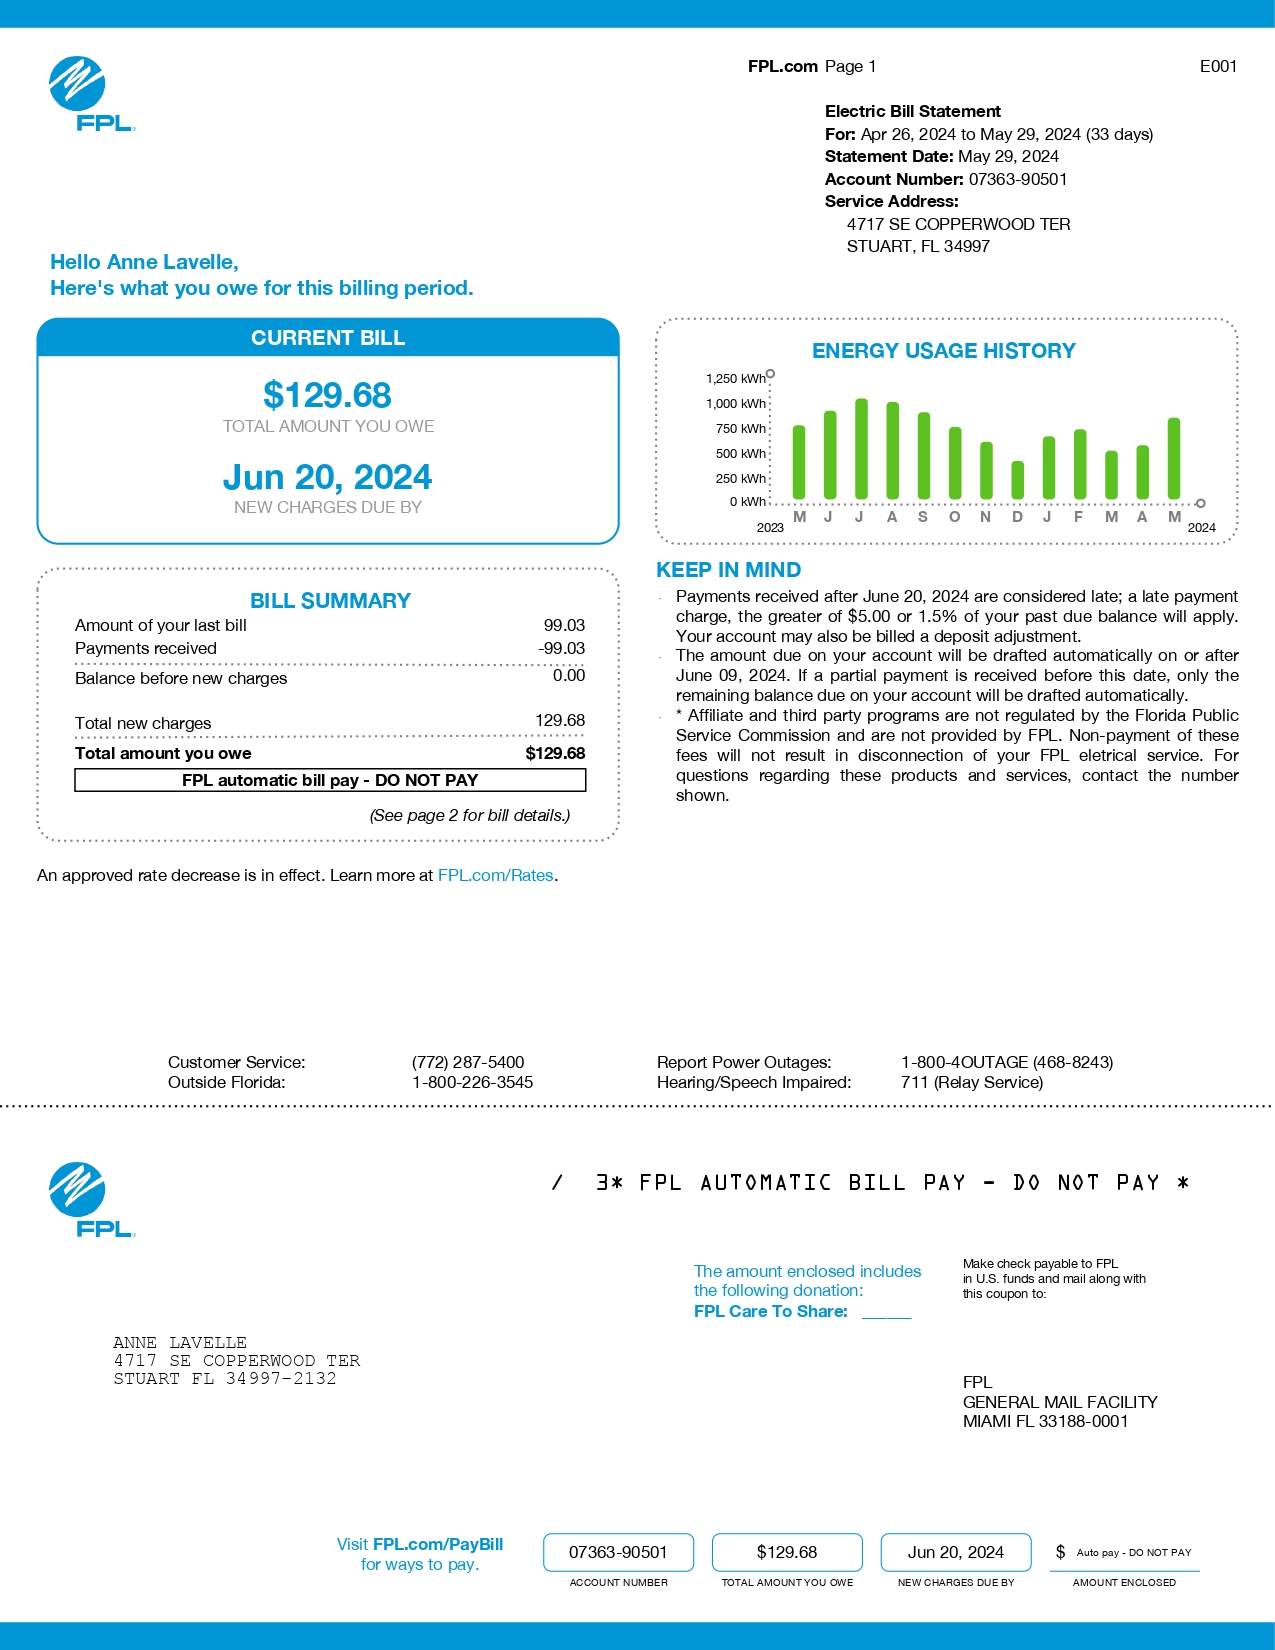 FPL
FPL.com Page 1
E001
Electric Bill Statement
For: Apr 26, 2024 to May 29, 2024 (33 days)
Statement Date: May 29, 2024
Account Number: 07363-90501
Service Address:
4717 SE COPPERWOOD TER
STUART, FL 34997
Hello Anne Lavelle,
Here's what you owe for this billing period.
CURRENT BILL
$129.68
TOTAL AMOUNT YOU OWE
Jun 20, 2024
NEW CHARGES DUE BY
ENERGY USAGE HISTORY
1,250 kWh
1,000 kWh
750 kWh
500 kWh
250 kWh
0 kWh
M J J A S O N D J F M A M
2023
2024
BILL SUMMARY
Amount of your last bill 99.03
Payments received -99.03
Balance before new charges 0.00
Total new charges 129.68
Total amount you owe $129.68
FPL automatic bill pay - DO NOT PAY
(See page 2 for bill details.)
KEEP IN MIND
Payments received after June 20, 2024 are considered late; a late payment
charge, the greater of $5.00 or 1.5% of your past due balance will apply.
Your account may also be billed a deposit adjustment.
The amount due on your account will be drafted automatically on or after
June 09, 2024. If a partial payment is received before this date, only the
remaining balance due on your account will be drafted automatically.
* Affiliate and third party programs are not regulated by the Florida Public
Service Commission and are not provided by FPL. Non-payment of these
fees will not result in disconnection of your FPL eletrical service. For
questions regarding these products and services, contact the number
shown.
An approved rate decrease is in effect. Learn more at FPL.com/Rates.
Customer Service: (772) 287-5400
Outside Florida: 1-800-226-3545
Report Power Outages: 1-800-4OUTAGE (468-8243)
Hearing/Speech Impaired: 711 (Relay Service)
FPL
/ 3* FPL AUTOMATIC BILL PAY - DO NOT PAY *
The amount enclosed includes
the following donation:
FPL Care To Share: ______
Make check payable to FPL
in U.S. funds and mail along with
this coupon to:
ANNE LAVELLE
4717 SE COPPERWOOD TER
STUART FL 34997-2132
FPL
GENERAL MAIL FACILITY
MIAMI FL 33188-0001
Visit FPL.com/PayBill
for ways to pay.
07363-90501
ACCOUNT NUMBER
$129.68
TOTAL AMOUNT YOU OWE
Jun 20, 2024
NEW CHARGES DUE BY
$ Auto pay - DO NOT PAY
AMOUNT ENCLOSED